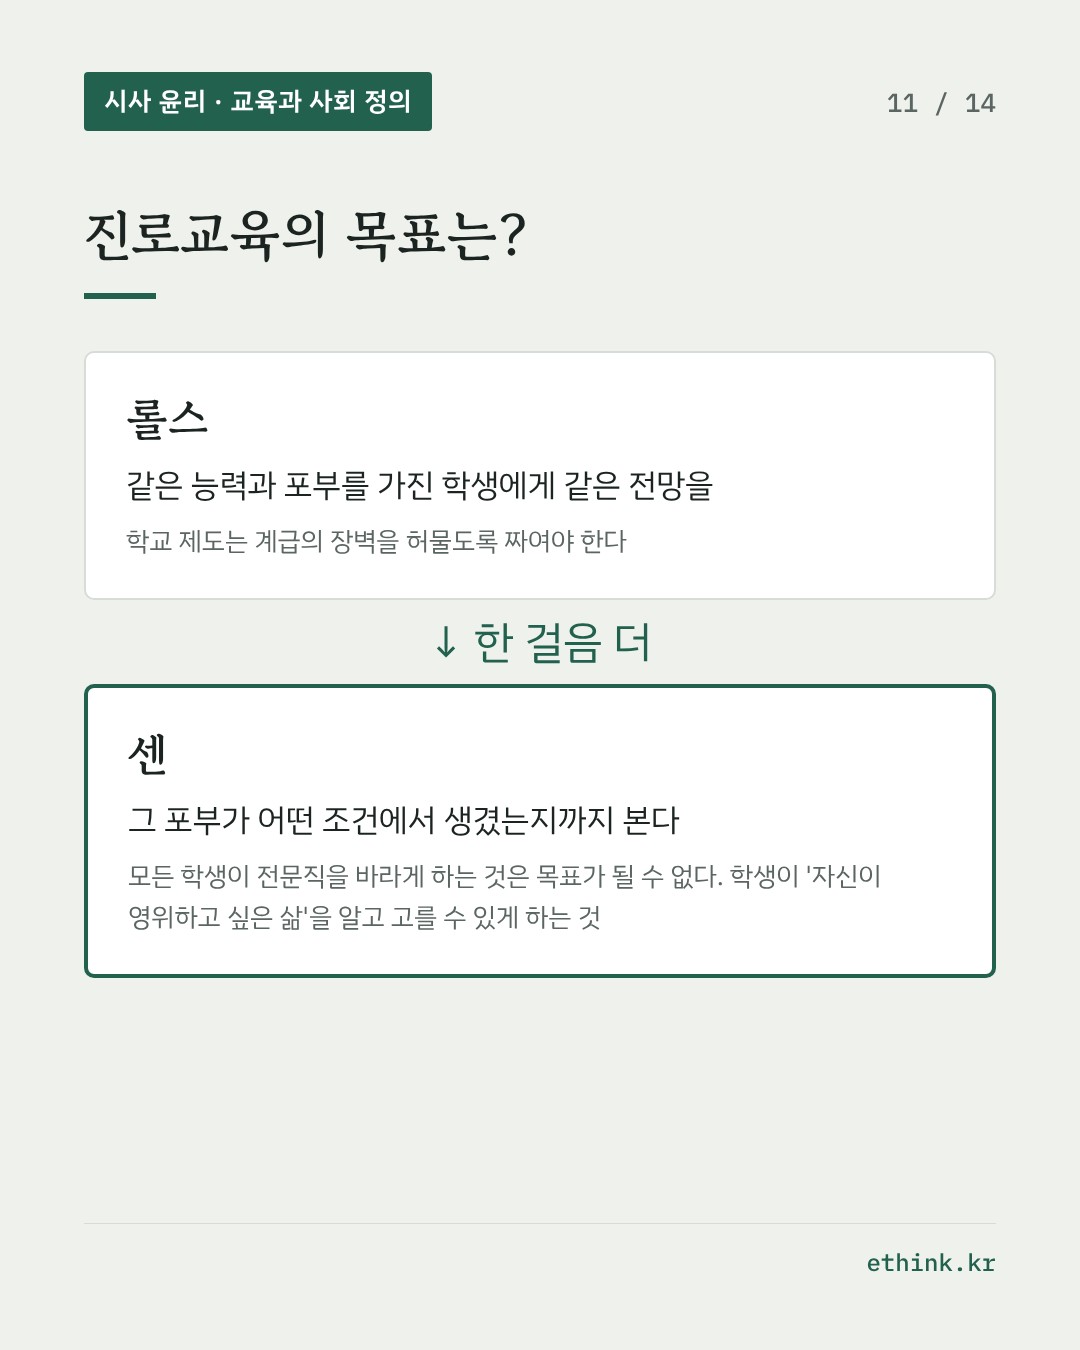 시사 윤리 · 교육과 사회 정의
11 / 14
진로교육의 목표는?
롤스
같은 능력과 포부를 가진 학생에게 같은 전망을
학교 제도는 계급의 장벽을 허물도록 짜여야 한다
↓ 한 걸음 더
센
그 포부가 어떤 조건에서 생겼는지까지 본다
모든 학생이 전문직을 바라게 하는 것은 목표가 될 수 없다. 학생이 '자신이
영위하고 싶은 삶'을 알고 고를 수 있게 하는 것
ethink.kr